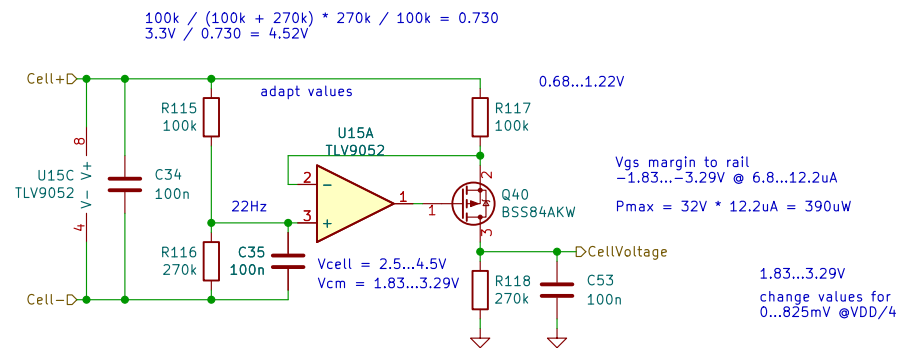 100k / (100k + 270k) * 270k / 100k = 0.730
3.3V / 0.730 = 4.52V
Cell+
adapt values
0.68...1.22V
R115
100k
R117
100k
U15A
TLV9052
8
U15C
TLV9052
V+
V-
4
C34
100n
2
−
3
+
1
1
2
3
Q40
BSS84AKW
Vgs margin to rail
-1.83...-3.29V @ 6.8...12.2uA
Pmax = 32V * 12.2uA = 390uW
22Hz
R116
270k
C35
100n
Vcell = 2.5...4.5V
Vcm = 1.83...3.29V
CellVoltage
R118
270k
C53
100n
1.83...3.29V
change values for
0...825mV @VDD/4
Cell-